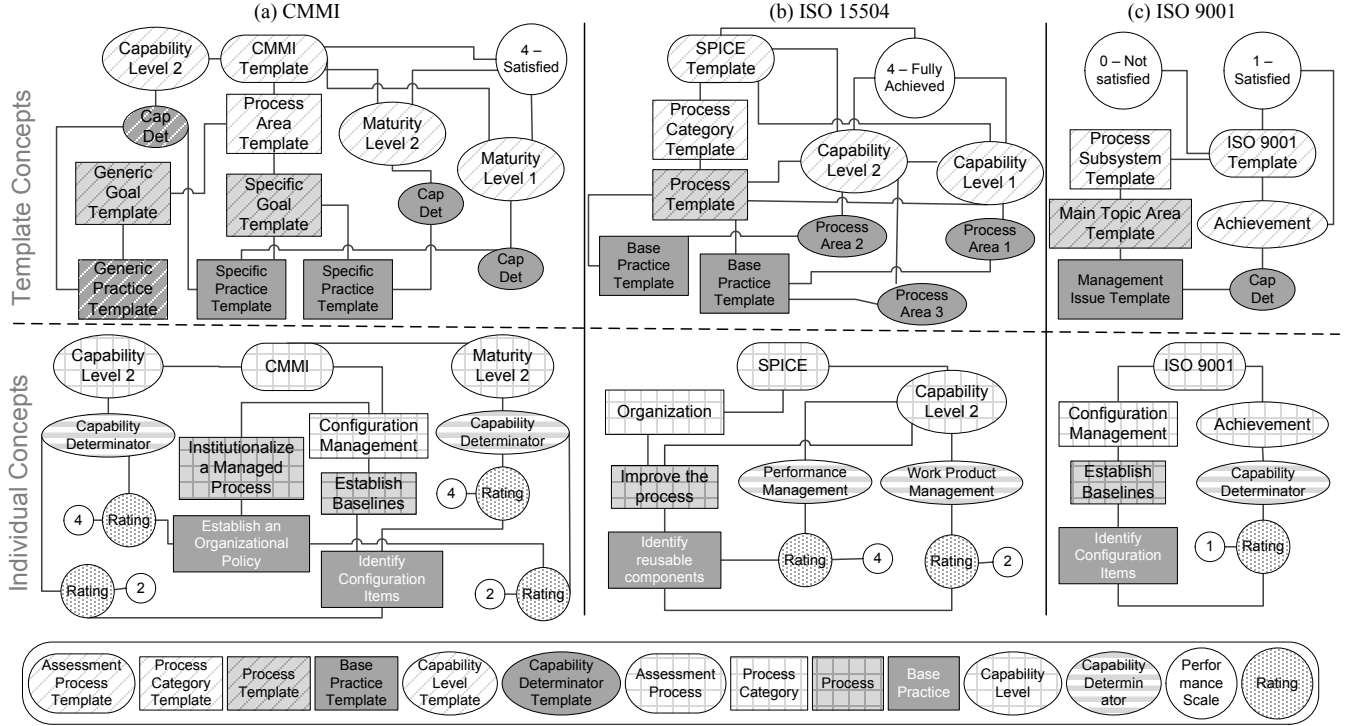 (a) CMMI
(b) ISO 15504
(c) ISO 9001
Template Concepts
Capability
Level 2
CMMI
Template
4 –
Satisfied
Cap
Det
Process
Area
Template
Maturity
Level 2
Maturity
Level 1
Generic
Goal
Template
Specific
Goal
Template
Cap
Det
Generic
Practice
Template
Specific
Practice
Template
Specific
Practice
Template
Cap
Det
SPICE
Template
4 – Fully
Achieved
Process
Category
Template
Capability
Level 2
Capability
Level 1
Process
Template
Process
Area 2
Process
Area 1
Base
Practice
Template
Base
Practice
Template
Process
Area 3
0 – Not
satisfied
1 –
Satisfied
Process
Subsystem
Template
ISO 9001
Template
Main Topic Area
Template
Achievement
Management
Issue Template
Cap
Det
Individual Concepts
Capability
Level 2
CMMI
Maturity
Level 2
Capability
Determinator
Institutionalize
a Managed
Process
Configuration
Management
Capability
Determinator
Establish
Baselines
4
Rating
4
Rating
Establish an
Organizational
Policy
Identify
Configuration
Items
Rating
2
2
Rating
SPICE
Organization
Capability
Level 2
Improve the
process
Performance
Management
Work Product
Management
Identify
reusable
components
Rating
4
Rating
2
ISO 9001
Configuration
Management
Achievement
Establish
Baselines
Capability
Determinator
Identify
Configuration
Items
1
Rating
Assessment
Process
Template
Process
Category
Template
Process
Template
Base
Practice
Template
Capability
Level
Template
Capability
Determinator
Template
Assessment
Process
Process
Category
Process
Base
Practice
Capability
Level
Capability
Determin
ator
Perfor
mance
Scale
Rating